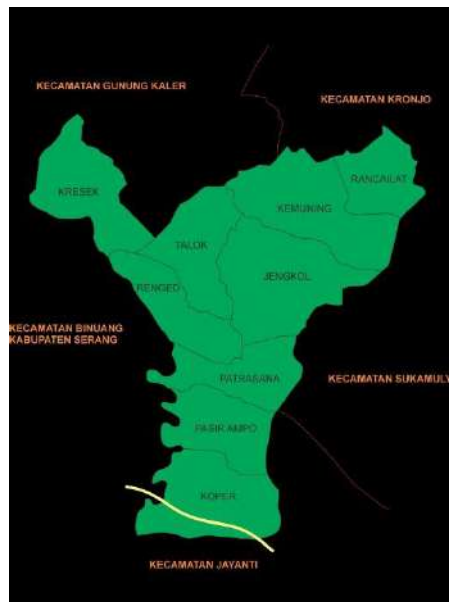 KECAMATAN GUNUNG KALER
KECAMATAN KRONJO
RANCAILAT
KRESEK
KEMUNING
TALOK
JENGKOL
RENGED
KECAMATAN BINUANG
KABUPATEN SERANG
PATRASANA
KECAMATAN SUKAMULY
PASIR AMPO
KOPER
KECAMATAN JAYANTI